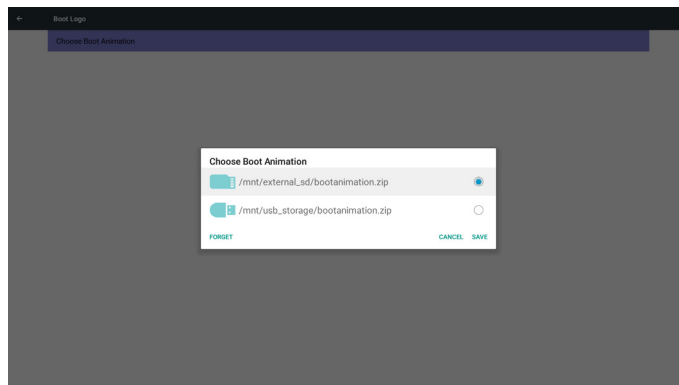 Boot Logo
Choose Boot Animation
Choose Boot Animation
/mnt/external_sd/bootanimation.zip
/mnt/usb_storage/bootanimation.zip
FORGET CANCEL SAVE